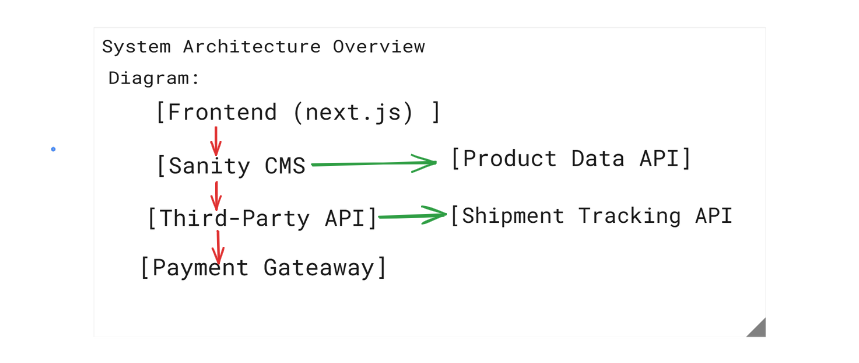 System Architecture Overview
Diagram:
[Frontend (next.js) ]
[Sanity CMS
[Product Data API]
[Third-Party API]
[Shipment Tracking API
[Payment Gateaway]